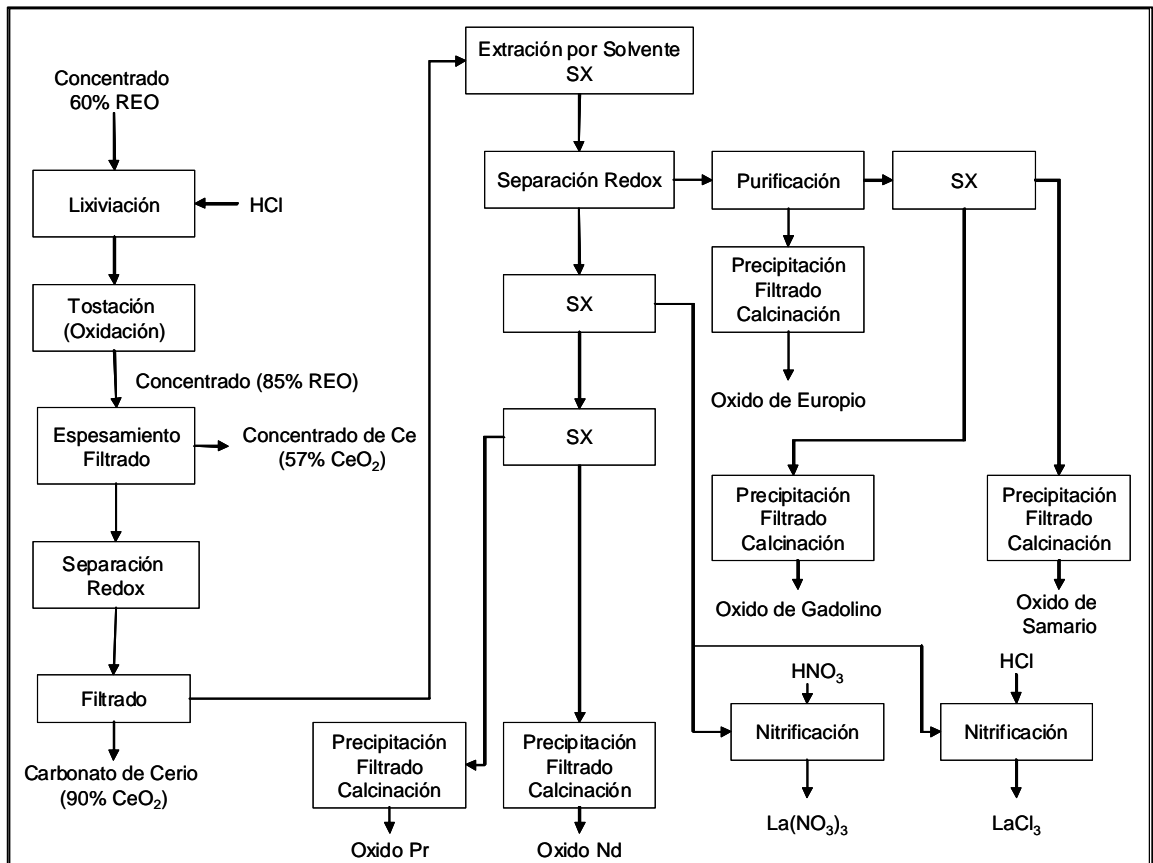 Extración por Solvente
SX
Concentrado
60% REO
Lixiviación
HCl
Separación Redox
Purificación
SX
Tostación
(Oxidación)
Precipitación
Filtrado
Calcinación
SX
Concentrado (85% REO)
Oxido de Europio
Espesamiento
Filtrado
Concentrado de Ce
(57% CeO₂)
SX
Precipitación
Filtrado
Calcinación
Precipitación
Filtrado
Calcinación
Separación
Redox
Oxido de Gadolino
Oxido de
Samario
Filtrado
HNO₃
HCl
Nitrificación
Nitrificación
Precipitación
Filtrado
Calcinación
Precipitación
Filtrado
Calcinación
Carbonato de Cerio
(90% CeO₂)
La(NO₃)₃
LaCl₃
Oxido Pr
Oxido Nd